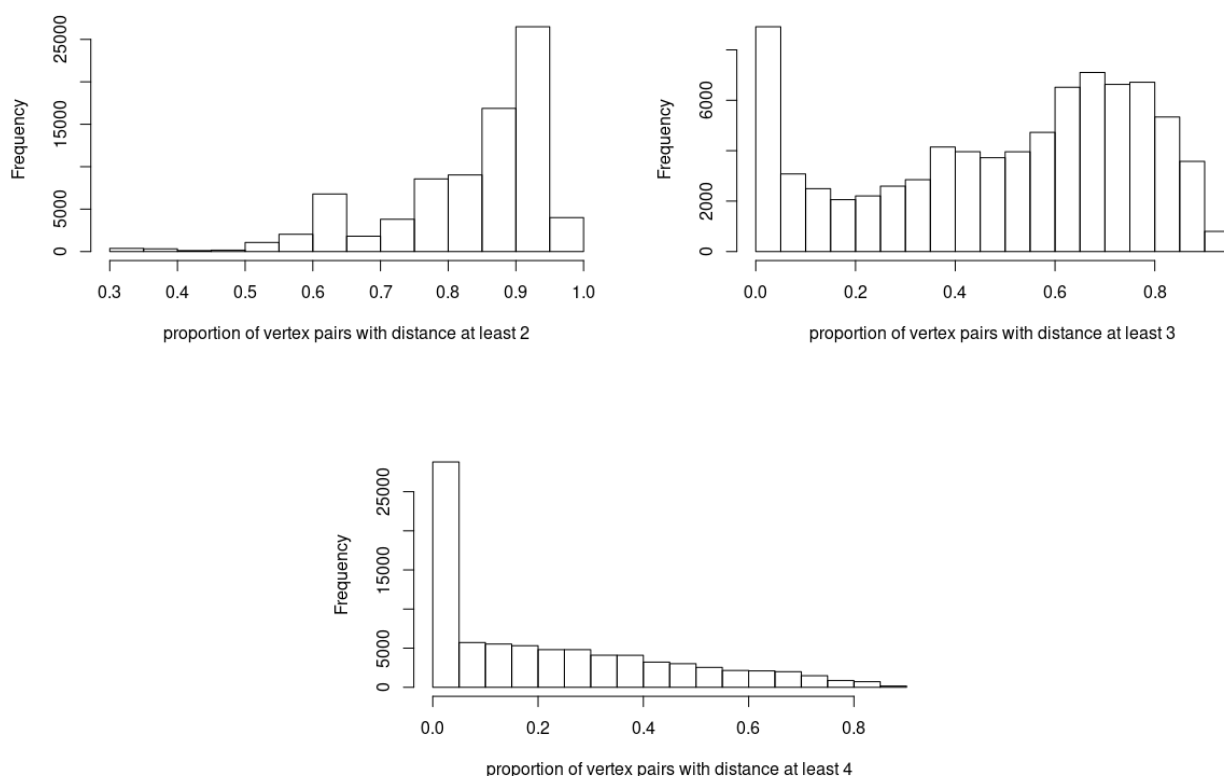 Frequency
0 5000 15000 25000
0.3 0.4 0.5 0.6 0.7 0.8 0.9 1.0
proportion of vertex pairs with distance at least 2
Frequency
0 2000 6000
0.0 0.2 0.4 0.6 0.8
proportion of vertex pairs with distance at least 3
Frequency
0 5000 15000 25000
0.0 0.2 0.4 0.6 0.8
proportion of vertex pairs with distance at least 4